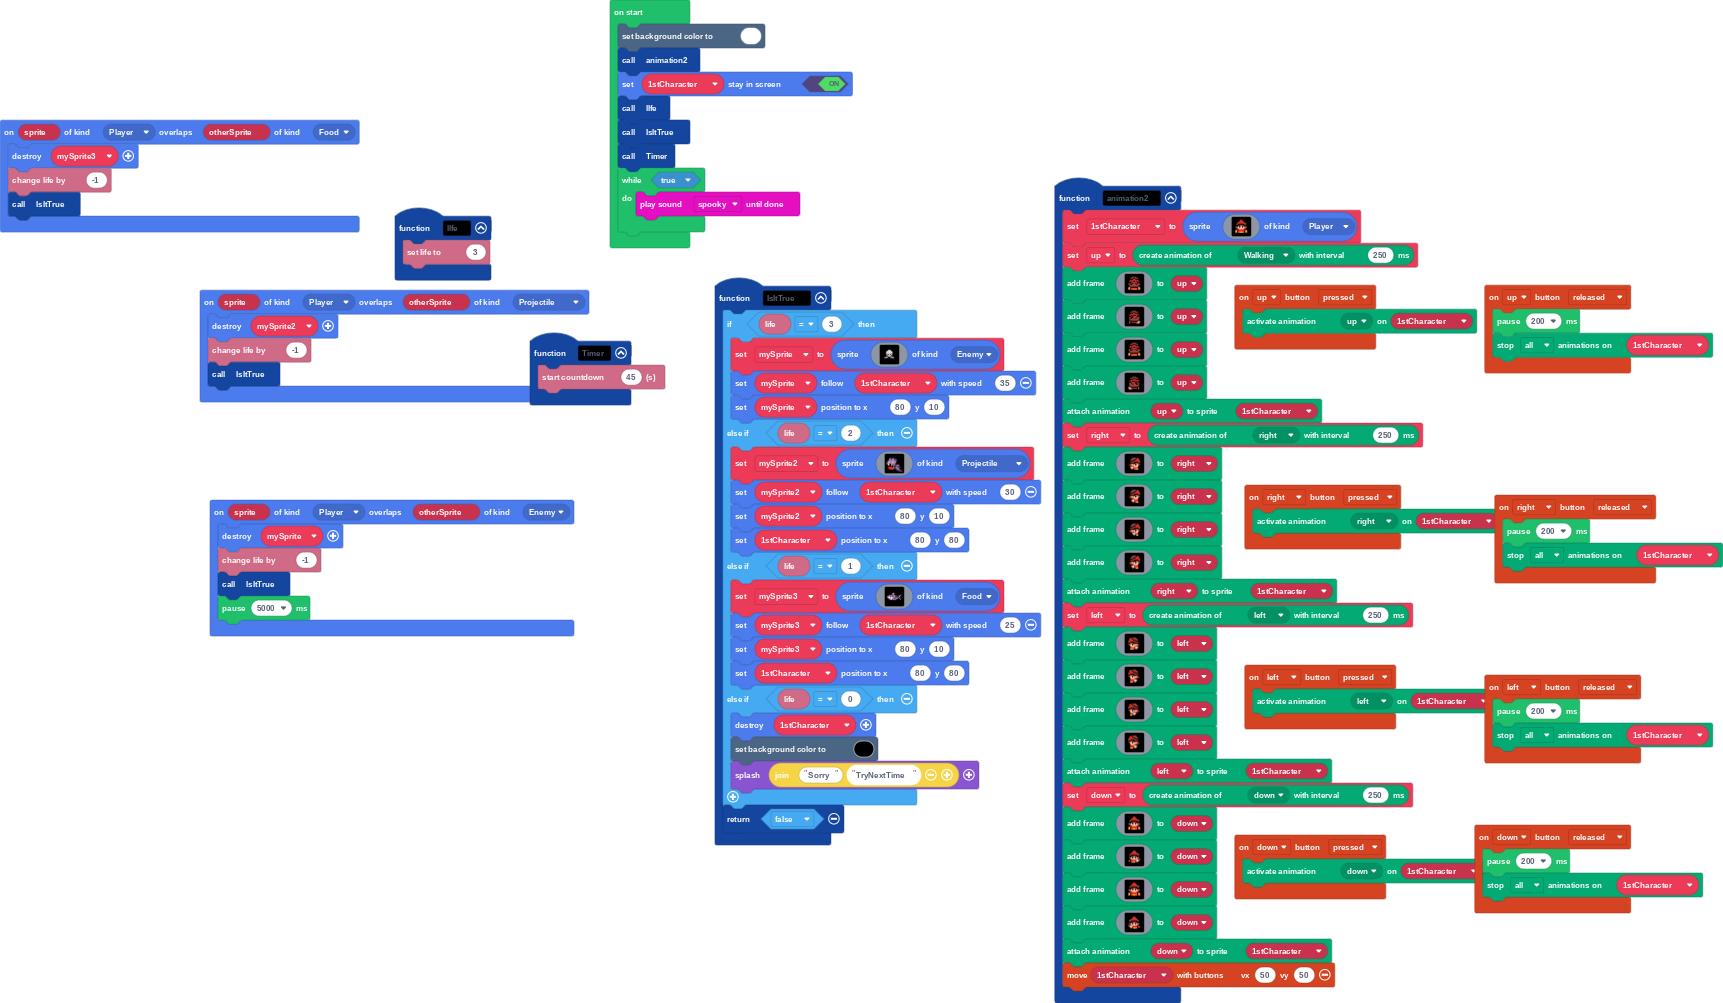 on start
set background color to
call animation2
set 1stCharacter stay in screen ON
call lIfe
call IsItTrue
call Timer
while true
do play sound spooky until done
on sprite of kind Player overlaps otherSprite of kind Food
destroy mySprite3
change life by -1
call IsItTrue
function lIfe
set life to 3
on sprite of kind Player overlaps otherSprite of kind Projectile
destroy mySprite2
change life by -1
call IsItTrue
function Timer
start countdown 45 (s)
on sprite of kind Player overlaps otherSprite of kind Enemy
destroy mySprite
change life by -1
call IsItTrue
pause 5000 ms
function IsItTrue
if life = 3 then
set mySprite to sprite of kind Enemy
set mySprite follow 1stCharacter with speed 35
set mySprite position to x 80 y 10
else if life = 2 then
set mySprite2 to sprite of kind Projectile
set mySprite2 follow 1stCharacter with speed 30
set mySprite2 position to x 80 y 10
set 1stCharacter position to x 80 y 80
else if life = 1 then
set mySprite3 to sprite of kind Food
set mySprite3 follow 1stCharacter with speed 25
set mySprite3 position to x 80 y 10
set 1stCharacter position to x 80 y 80
else if life = 0 then
destroy 1stCharacter
set background color to
splash join "Sorry " "TryNextTime "
return false
function animation2
set 1stCharacter to sprite of kind Player
set up to create animation of Walking with interval 250 ms
add frame to up
add frame to up
add frame to up
add frame to up
attach animation up to sprite 1stCharacter
set right to create animation of right with interval 250 ms
add frame to right
add frame to right
add frame to right
add frame to right
attach animation right to sprite 1stCharacter
set left to create animation of left with interval 250 ms
add frame to left
add frame to left
add frame to left
add frame to left
attach animation left to sprite 1stCharacter
set down to create animation of down with interval 250 ms
add frame to down
add frame to down
add frame to down
add frame to down
attach animation down to sprite 1stCharacter
move 1stCharacter with buttons vx 50 vy 50
on up button pressed
activate animation up on 1stCharacter
on up button released
pause 200 ms
stop all animations on 1stCharacter
on right button pressed
activate animation right on 1stCharacter
on right button released
pause 200 ms
stop all animations on 1stCharacter
on left button pressed
activate animation left on 1stCharacter
on left button released
pause 200 ms
stop all animations on 1stCharacter
on down button pressed
activate animation down on 1stCharacter
on down button released
pause 200 ms
stop all animations on 1stCharacter